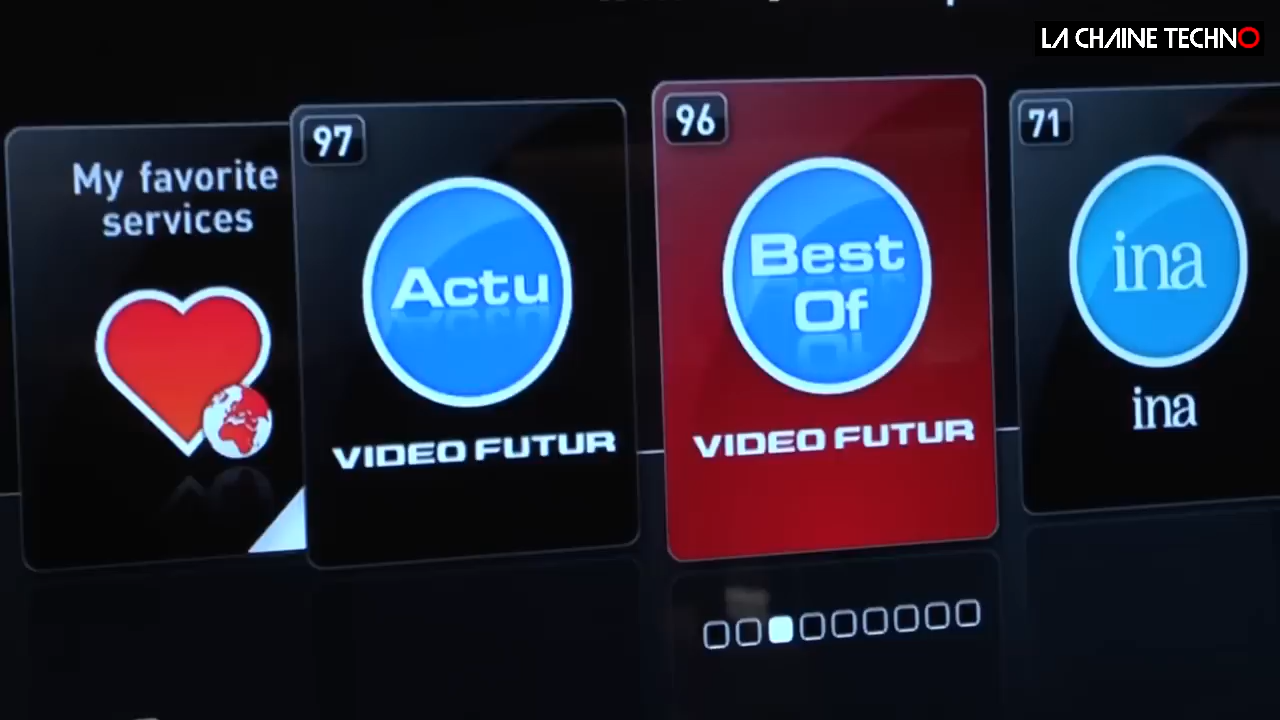 LA CHAINE TECHNO
My favorite
services
97
Actu
VIDEO FUTUR
96
Best
Of
VIDEO FUTUR
71
ina
ina